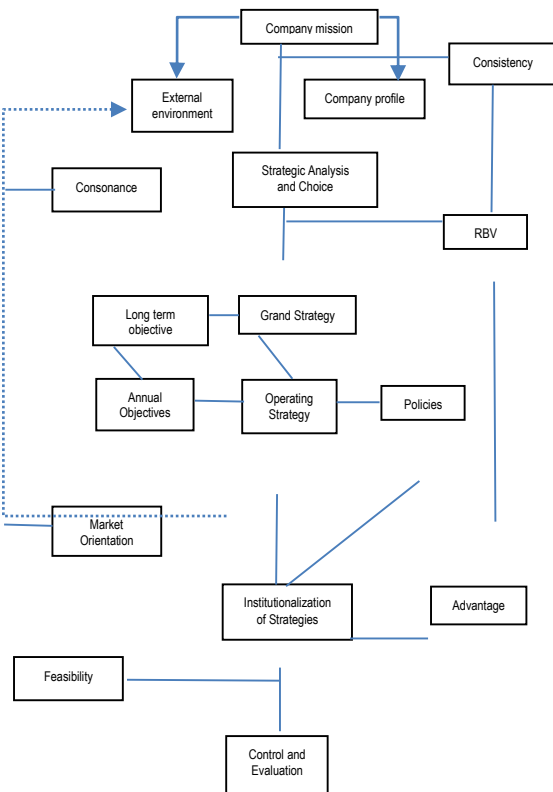 Company mission
Consistency
External
environment
Company profile
Strategic Analysis
and Choice
Consonance
RBV
Long term
objective
Grand Strategy
Annual
Objectives
Operating
Strategy
Policies
Market
Orientation
Institutionalization
of Strategies
Advantage
Feasibility
Control and
Evaluation